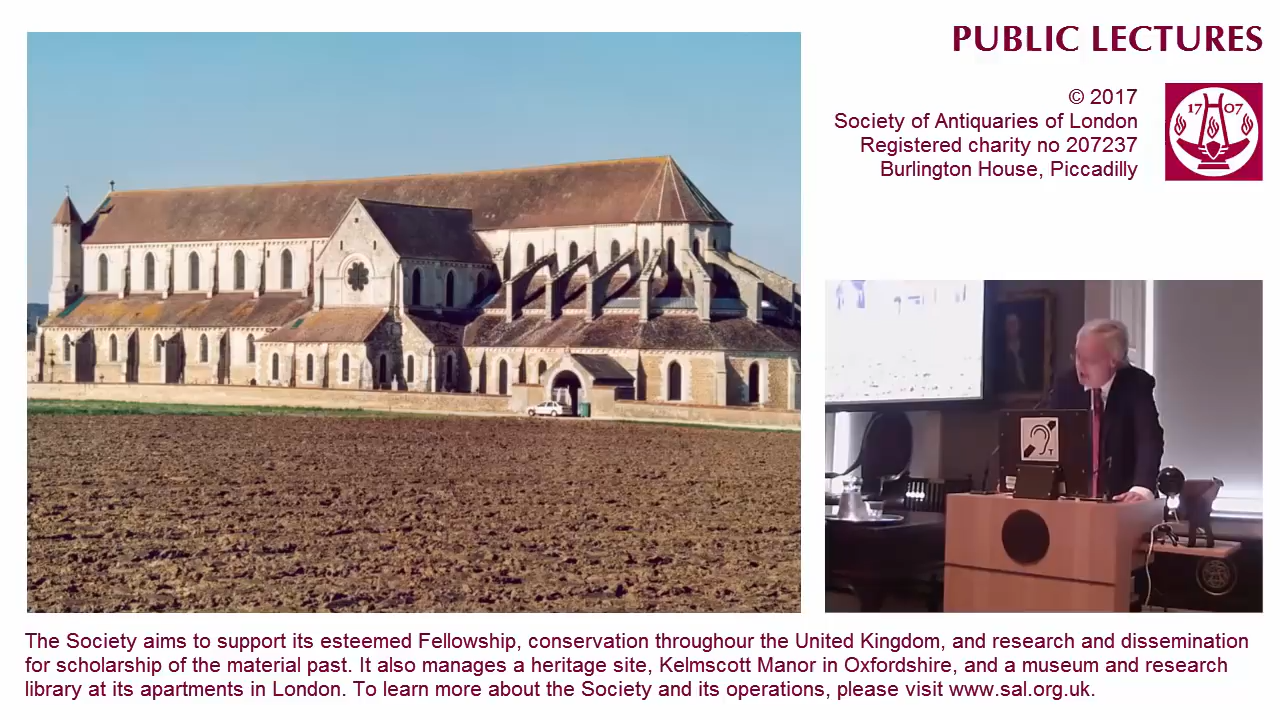 PUBLIC LECTURES
© 2017
Society of Antiquaries of London
Registered charity no 207237
Burlington House, Piccadilly
17 07
T
The Society aims to support its esteemed Fellowship, conservation throughour the United Kingdom, and research and dissemination
for scholarship of the material past. It also manages a heritage site, Kelmscott Manor in Oxfordshire, and a museum and research
library at its apartments in London. To learn more about the Society and its operations, please visit www.sal.org.uk.